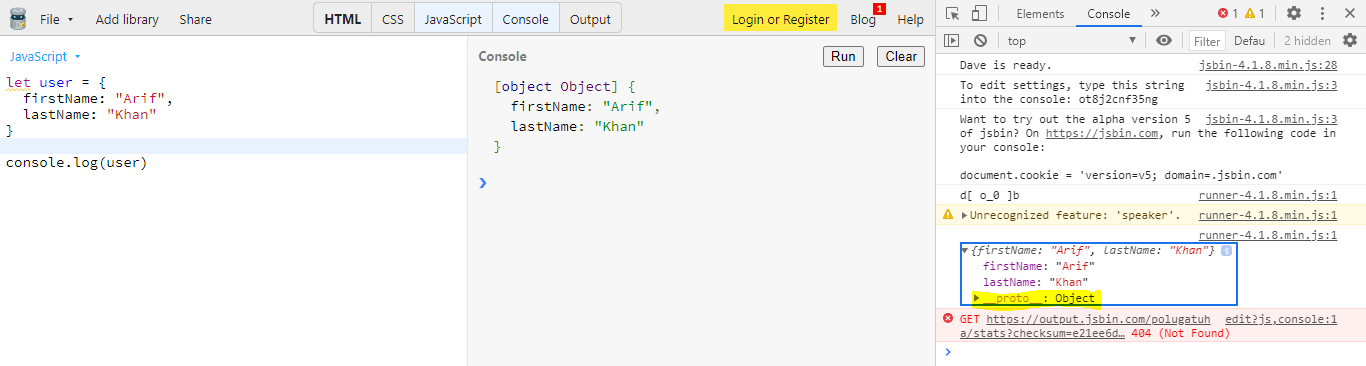 File Add library Share HTML CSS JavaScript Console Output Login or Register Blog 1 Help
JavaScript
let user = {
firstName: "Arif",
lastName: "Khan"
}
console.log(user)
Console Run Clear
[object Object] {
firstName: "Arif",
lastName: "Khan"
}
❯
Elements Console » 1 1
top Filter Defau 2 hidden
Dave is ready. jsbin-4.1.8.min.js:28
To edit settings, type this string jsbin-4.1.8.min.js:3
into the console: ot8j2cnf35ng
Want to try out the alpha version 5 jsbin-4.1.8.min.js:3
of jsbin? On https://jsbin.com, run the following code in
your console:
document.cookie = 'version=v5; domain=.jsbin.com'
d[ o_0 ]b runner-4.1.8.min.js:1
Unrecognized feature: 'speaker'. runner-4.1.8.min.js:1
runner-4.1.8.min.js:1
{firstName: "Arif", lastName: "Khan"} i
firstName: "Arif"
lastName: "Khan"
__proto__: Object
GET https://output.jsbin.com/polugatuh edit?js,console:1
a/stats?checksum=e21ee6d… 404 (Not Found)